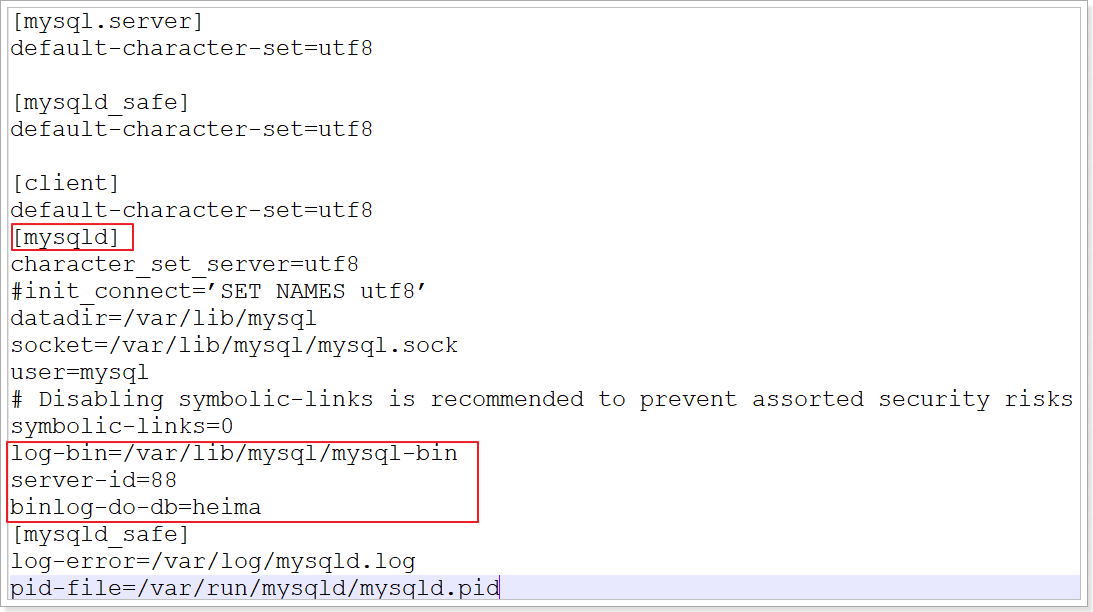 [mysql.server]
default-character-set=utf8
[mysqld_safe]
default-character-set=utf8
[client]
default-character-set=utf8
[mysqld]
character_set_server=utf8
#init_connect=’SET NAMES utf8’
datadir=/var/lib/mysql
socket=/var/lib/mysql/mysql.sock
user=mysql
# Disabling symbolic-links is recommended to prevent assorted security risks
symbolic-links=0
log-bin=/var/lib/mysql/mysql-bin
server-id=88
binlog-do-db=heima
[mysqld_safe]
log-error=/var/log/mysqld.log
pid-file=/var/run/mysqld/mysqld.pid